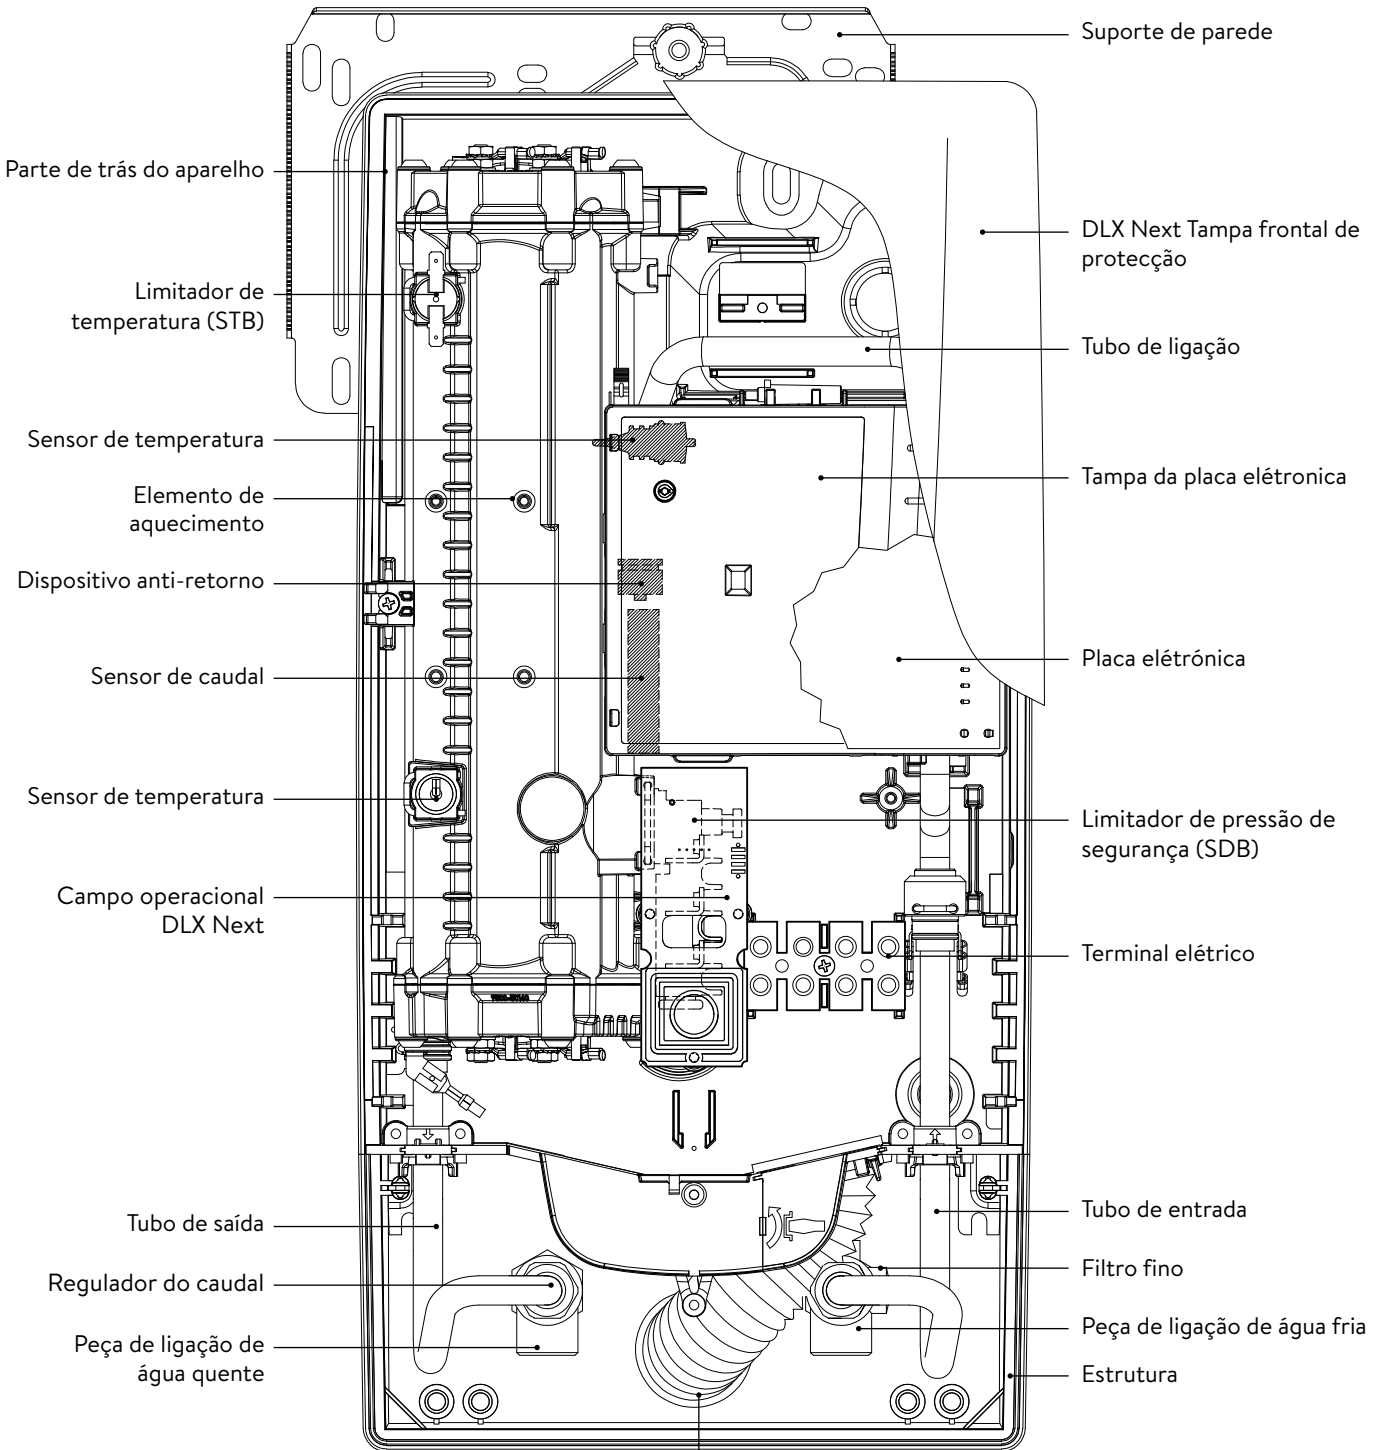 Suporte de parede
Parte de trás do aparelho
DLX Next Tampa frontal de
protecção
Limitador de
temperatura (STB)
Tubo de ligação
Sensor de temperatura
Tampa da placa elétronica
Elemento de
aquecimento
Dispositivo anti-retorno
Placa elétrónica
Sensor de caudal
Sensor de temperatura
Limitador de pressão de
segurança (SDB)
Campo operacional
DLX Next
Terminal elétrico
Tubo de saída
Tubo de entrada
Filtro fino
Regulador do caudal
Peça de ligação de água fria
Peça de ligação de
água quente
Estrutura